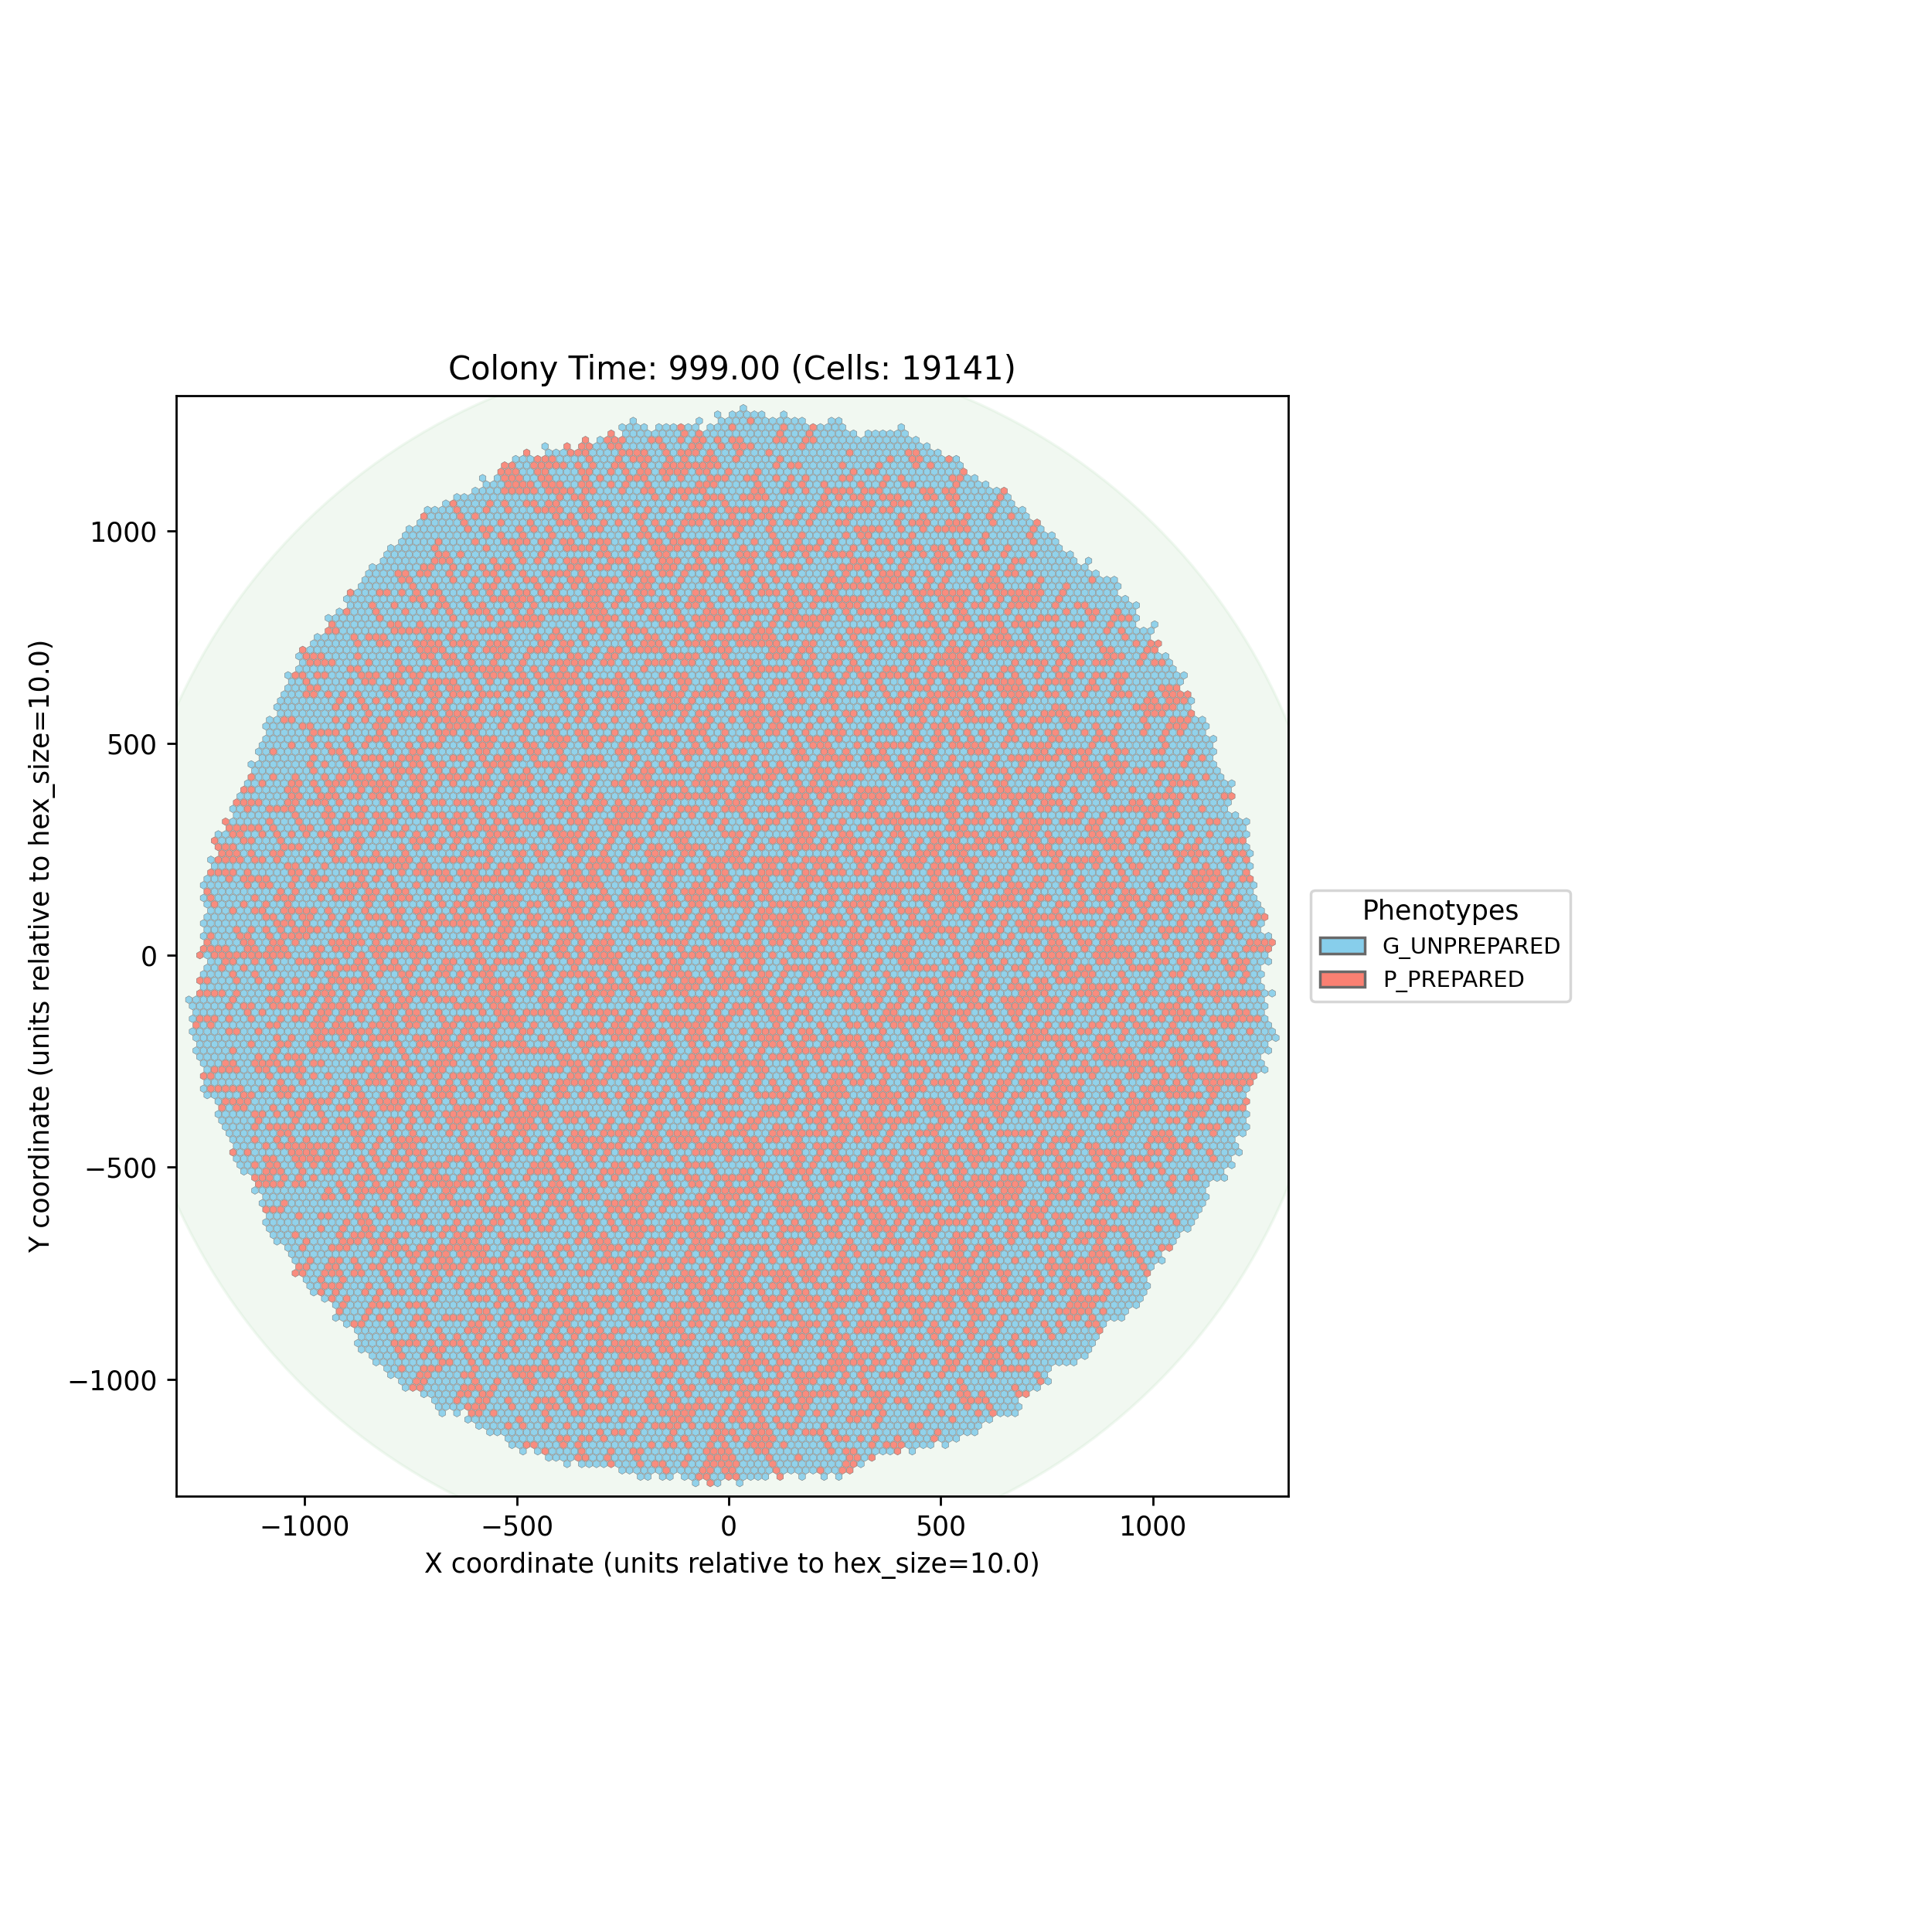 Colony Time: 999.00 (Cells: 19141)
Y coordinate (units relative to hex_size=10.0)
1000
500
0
−500
−1000
−1000
−500
0
500
1000
X coordinate (units relative to hex_size=10.0)
Phenotypes
G_UNPREPARED
P_PREPARED